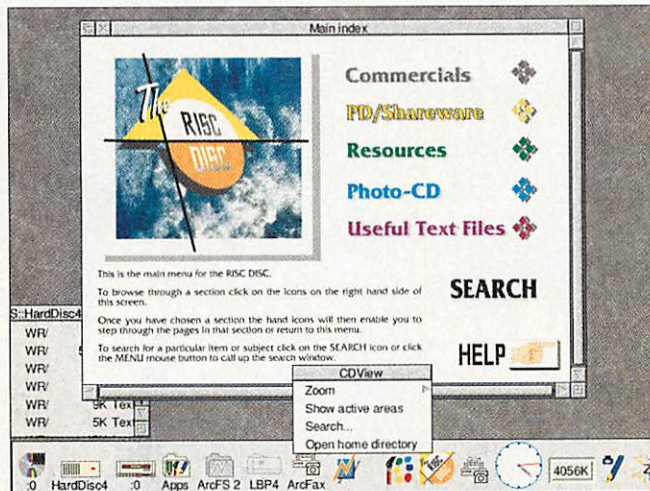 Main index
The
RISC
DISC
Commercials
PD/Shareware
Resources
Photo-CD
Useful Text Files
This is the main menu for the RISC DISC.
To browse through a section click on the icons on the right hand side of
this screen.
Once you have chosen a section the hand icons will then enable you to
step through the pages in that section or return to this menu.
To search for a particular item or subject click on the SEARCH icon or click
the MENU mouse button to call up the search window.
SEARCH
HELP
S::HardDisc4
WR/
WR/ 5
WR/
WR/
WR/ 9K Tex
WR/ 5K Tex
CDView
Zoom
Show active areas
Search...
Open home directory
:0
HardDisc4
:0
Apps
ArcFS 2
LBP4
ArcFax
4056K